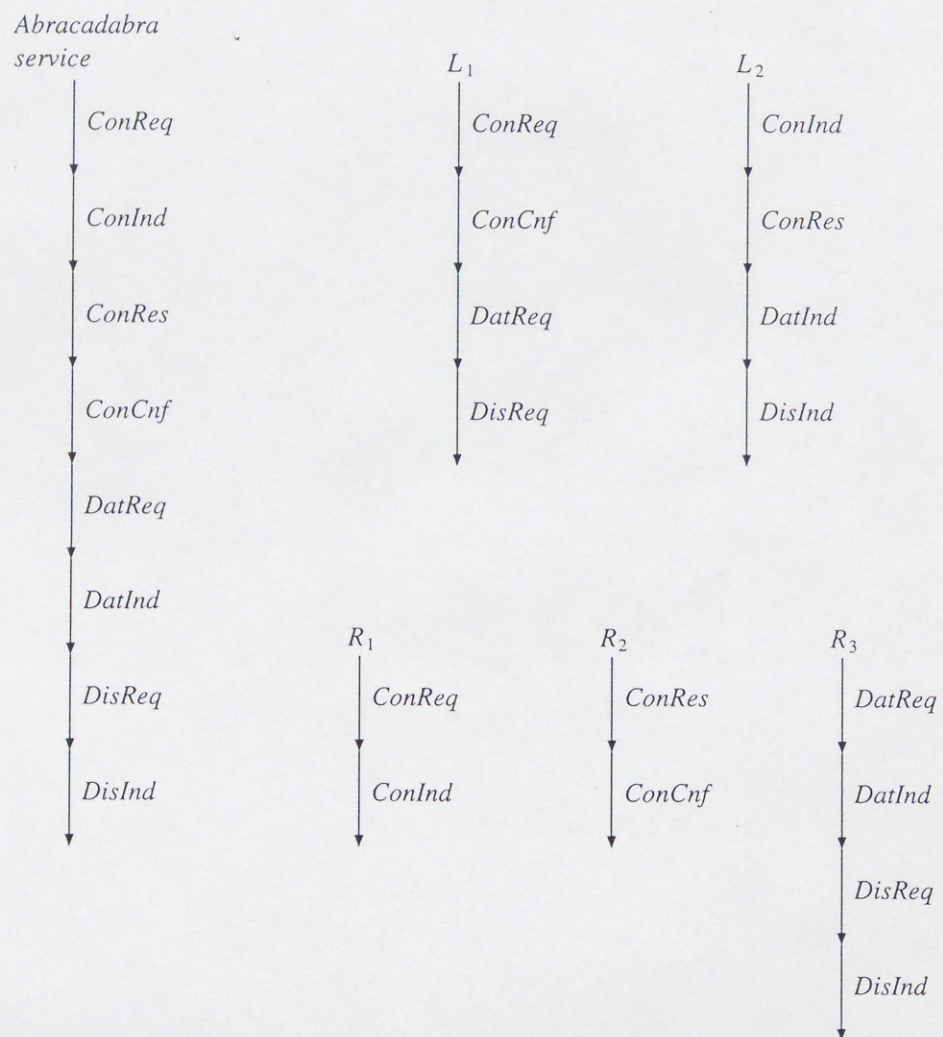 Abracadabra
service
ConReq
ConInd
ConRes
ConCnf
DatReq
DatInd
DisReq
DisInd
L₁
ConReq
ConCnf
DatReq
DisReq
L₂
ConInd
ConRes
DatInd
DisInd
R₁
ConReq
ConInd
R₂
ConRes
ConCnf
R₃
DatReq
DatInd
DisReq
DisInd